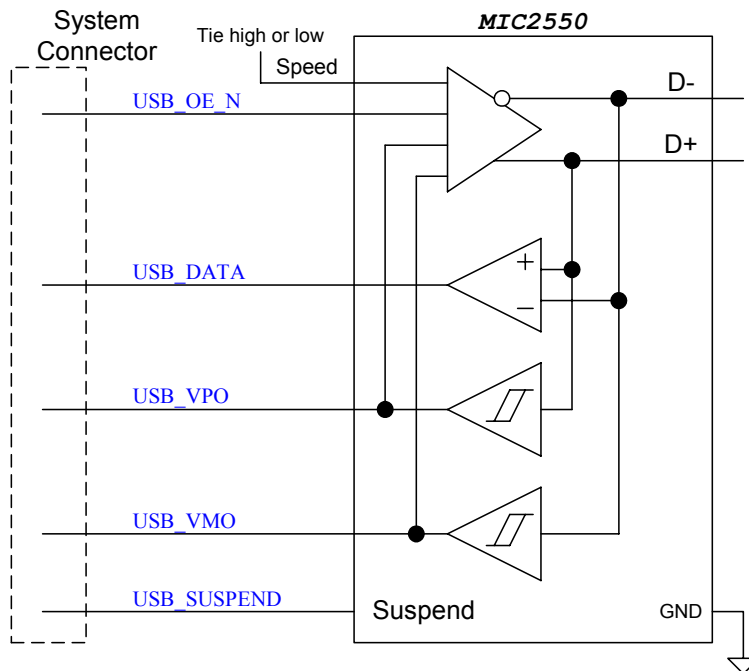 System
Connector
MIC2550
Tie high or low
Speed
D-
USB_OE_N
D+
USB_DATA
+
−
USB_VPO
USB_VMO
USB_SUSPEND
Suspend
GND